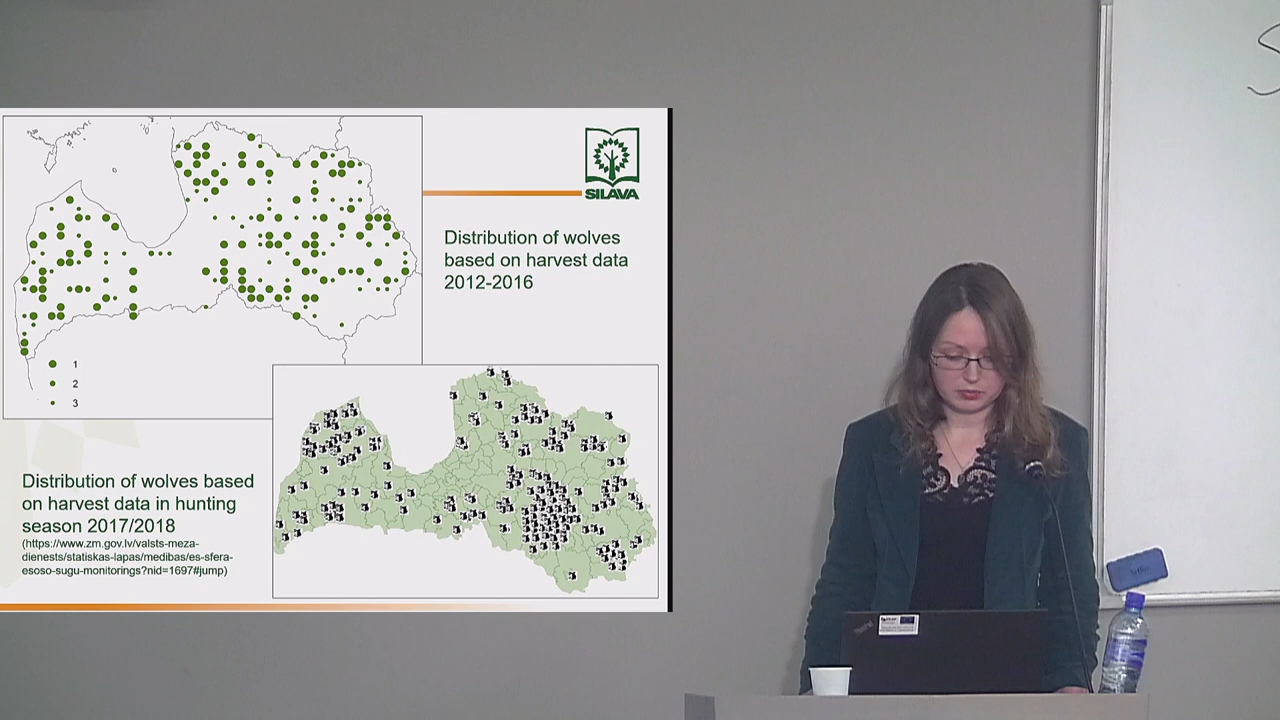 SILAVA
Distribution of wolves
based on harvest data
2012-2016
1
2
3
Distribution of wolves based
on harvest data in hunting
season 2017/2018
(https://www.zm.gov.lv/valsts-meza-
dienests/statiskas-lapas/medibas/es-sfera-
esoso-sugu-monitorings?nid=1697#jump)
ThinkPad